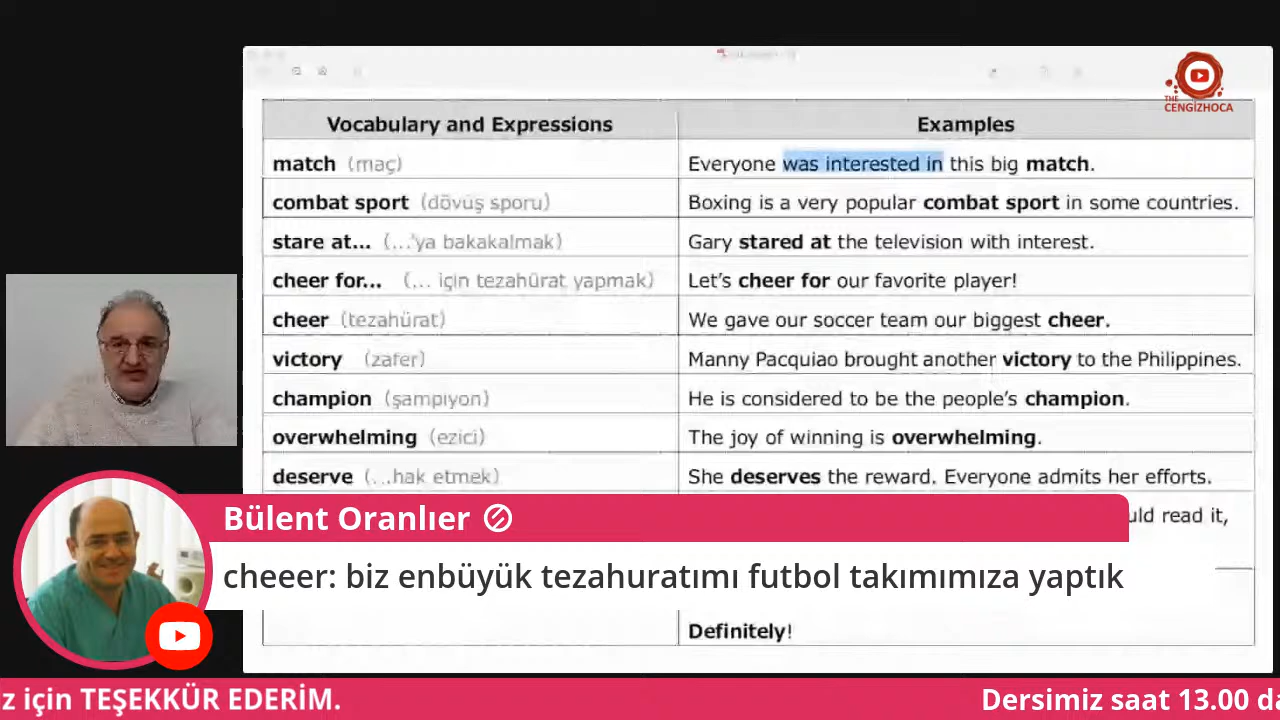 THE
CENGİZHOCA
Vocabulary and Expressions Examples
match (maç) Everyone was interested in this big match.
combat sport (dövüş sporu) Boxing is a very popular combat sport in some countries.
stare at... (...'ya bakakalmak) Gary stared at the television with interest.
cheer for... (... için tezahürat yapmak) Let's cheer for our favorite player!
cheer (tezahürat) We gave our soccer team our biggest cheer.
victory (zafer) Manny Pacquiao brought another victory to the Philippines.
champion (şampiyon) He is considered to be the people's champion.
overwhelming (ezici) The joy of winning is overwhelming.
deserve (...hak etmek) She deserves the reward. Everyone admits her efforts.
read it,
Bülent Oranlıer
cheeer: biz enbüyük tezahuratımı futbol takımımıza yaptık
Definitely!
z için TEŞEKKÜR EDERİM. Dersimiz saat 13.00 da